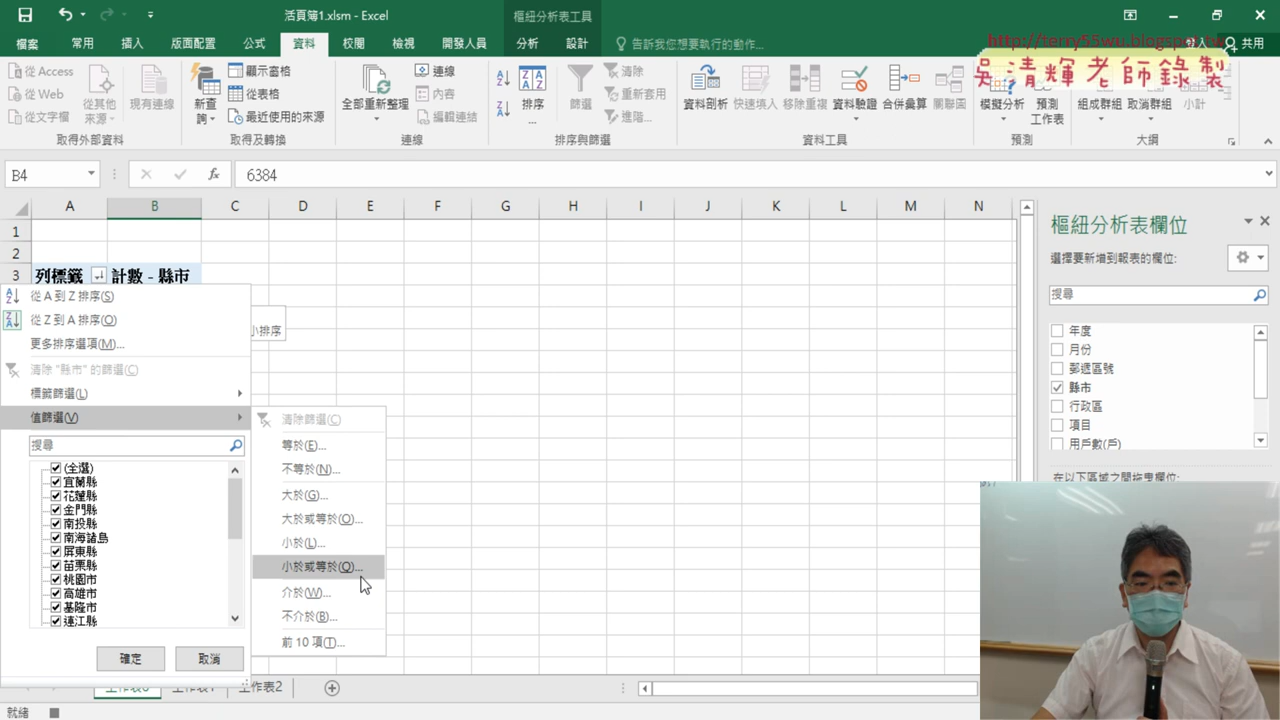 活頁簿1.xlsm - Excel
樞紐分析表工具
檔案 常用 插入 版面配置 公式 資料 校閱 檢視 開發人員 分析 設計 告訴我您想要執行的動作... 共用
http://terry55wu.blogspot.tw
吳清輝老師錄製
從 Access
從 Web
從文字檔
從其他來源
現有連線
取得外部資料
新查詢
顯示查詢
從表格
最近使用的來源
取得及轉換
全部重新整理
連線
內容
編輯連結
連線
排序...
篩選
清除
重新套用
進階...
排序與篩選
資料剖析 快速填入 移除重複 資料驗證 合併彙算 關聯圖
資料工具
模擬分析 預測工作表
預測
組成群組 取消群組 小計
大綱
B4
fx
6384
A B C D E F G H I J K L M N
1
2
3 列標籤 計數 - 縣市
從 A 到 Z 排序(S)
從 Z 到 A 排序(O)
更多排序選項(M)...
清除 "縣市" 的篩選(C)
標籤篩選(L)
值篩選(V)
搜尋
(全選)
宜蘭縣
花蓮縣
金門縣
南投縣
南海諸島
屏東縣
苗栗縣
桃園市
高雄市
基隆市
連江縣
確定 取消
小排序
清除篩選(C)
等於(E)...
不等於(N)...
大於(G)...
大於或等於(O)...
小於(L)...
小於或等於(Q)...
介於(W)...
不介於(B)...
前 10 項(T)...
樞紐分析表欄位
選擇要新增到報表的欄位:
搜尋
年度
月份
郵遞區號
縣市
行政區
項目
用戶數(戶)
在以下區域之間拖曳欄位:
工作表2
就緒